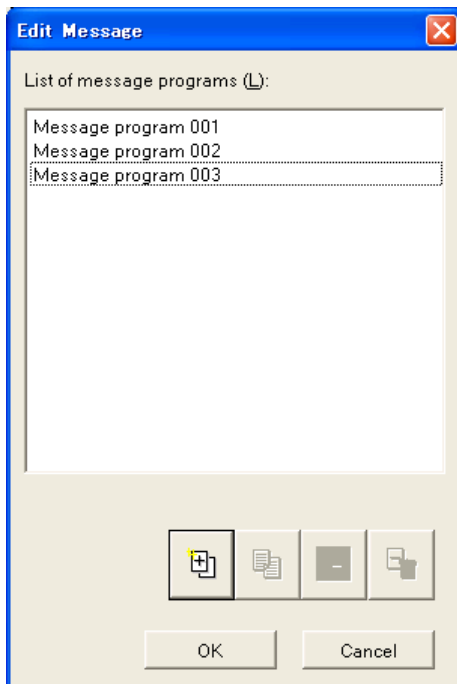 Edit Message
List of message programs (L):
Message program 001
Message program 002
Message program 003
OK
Cancel